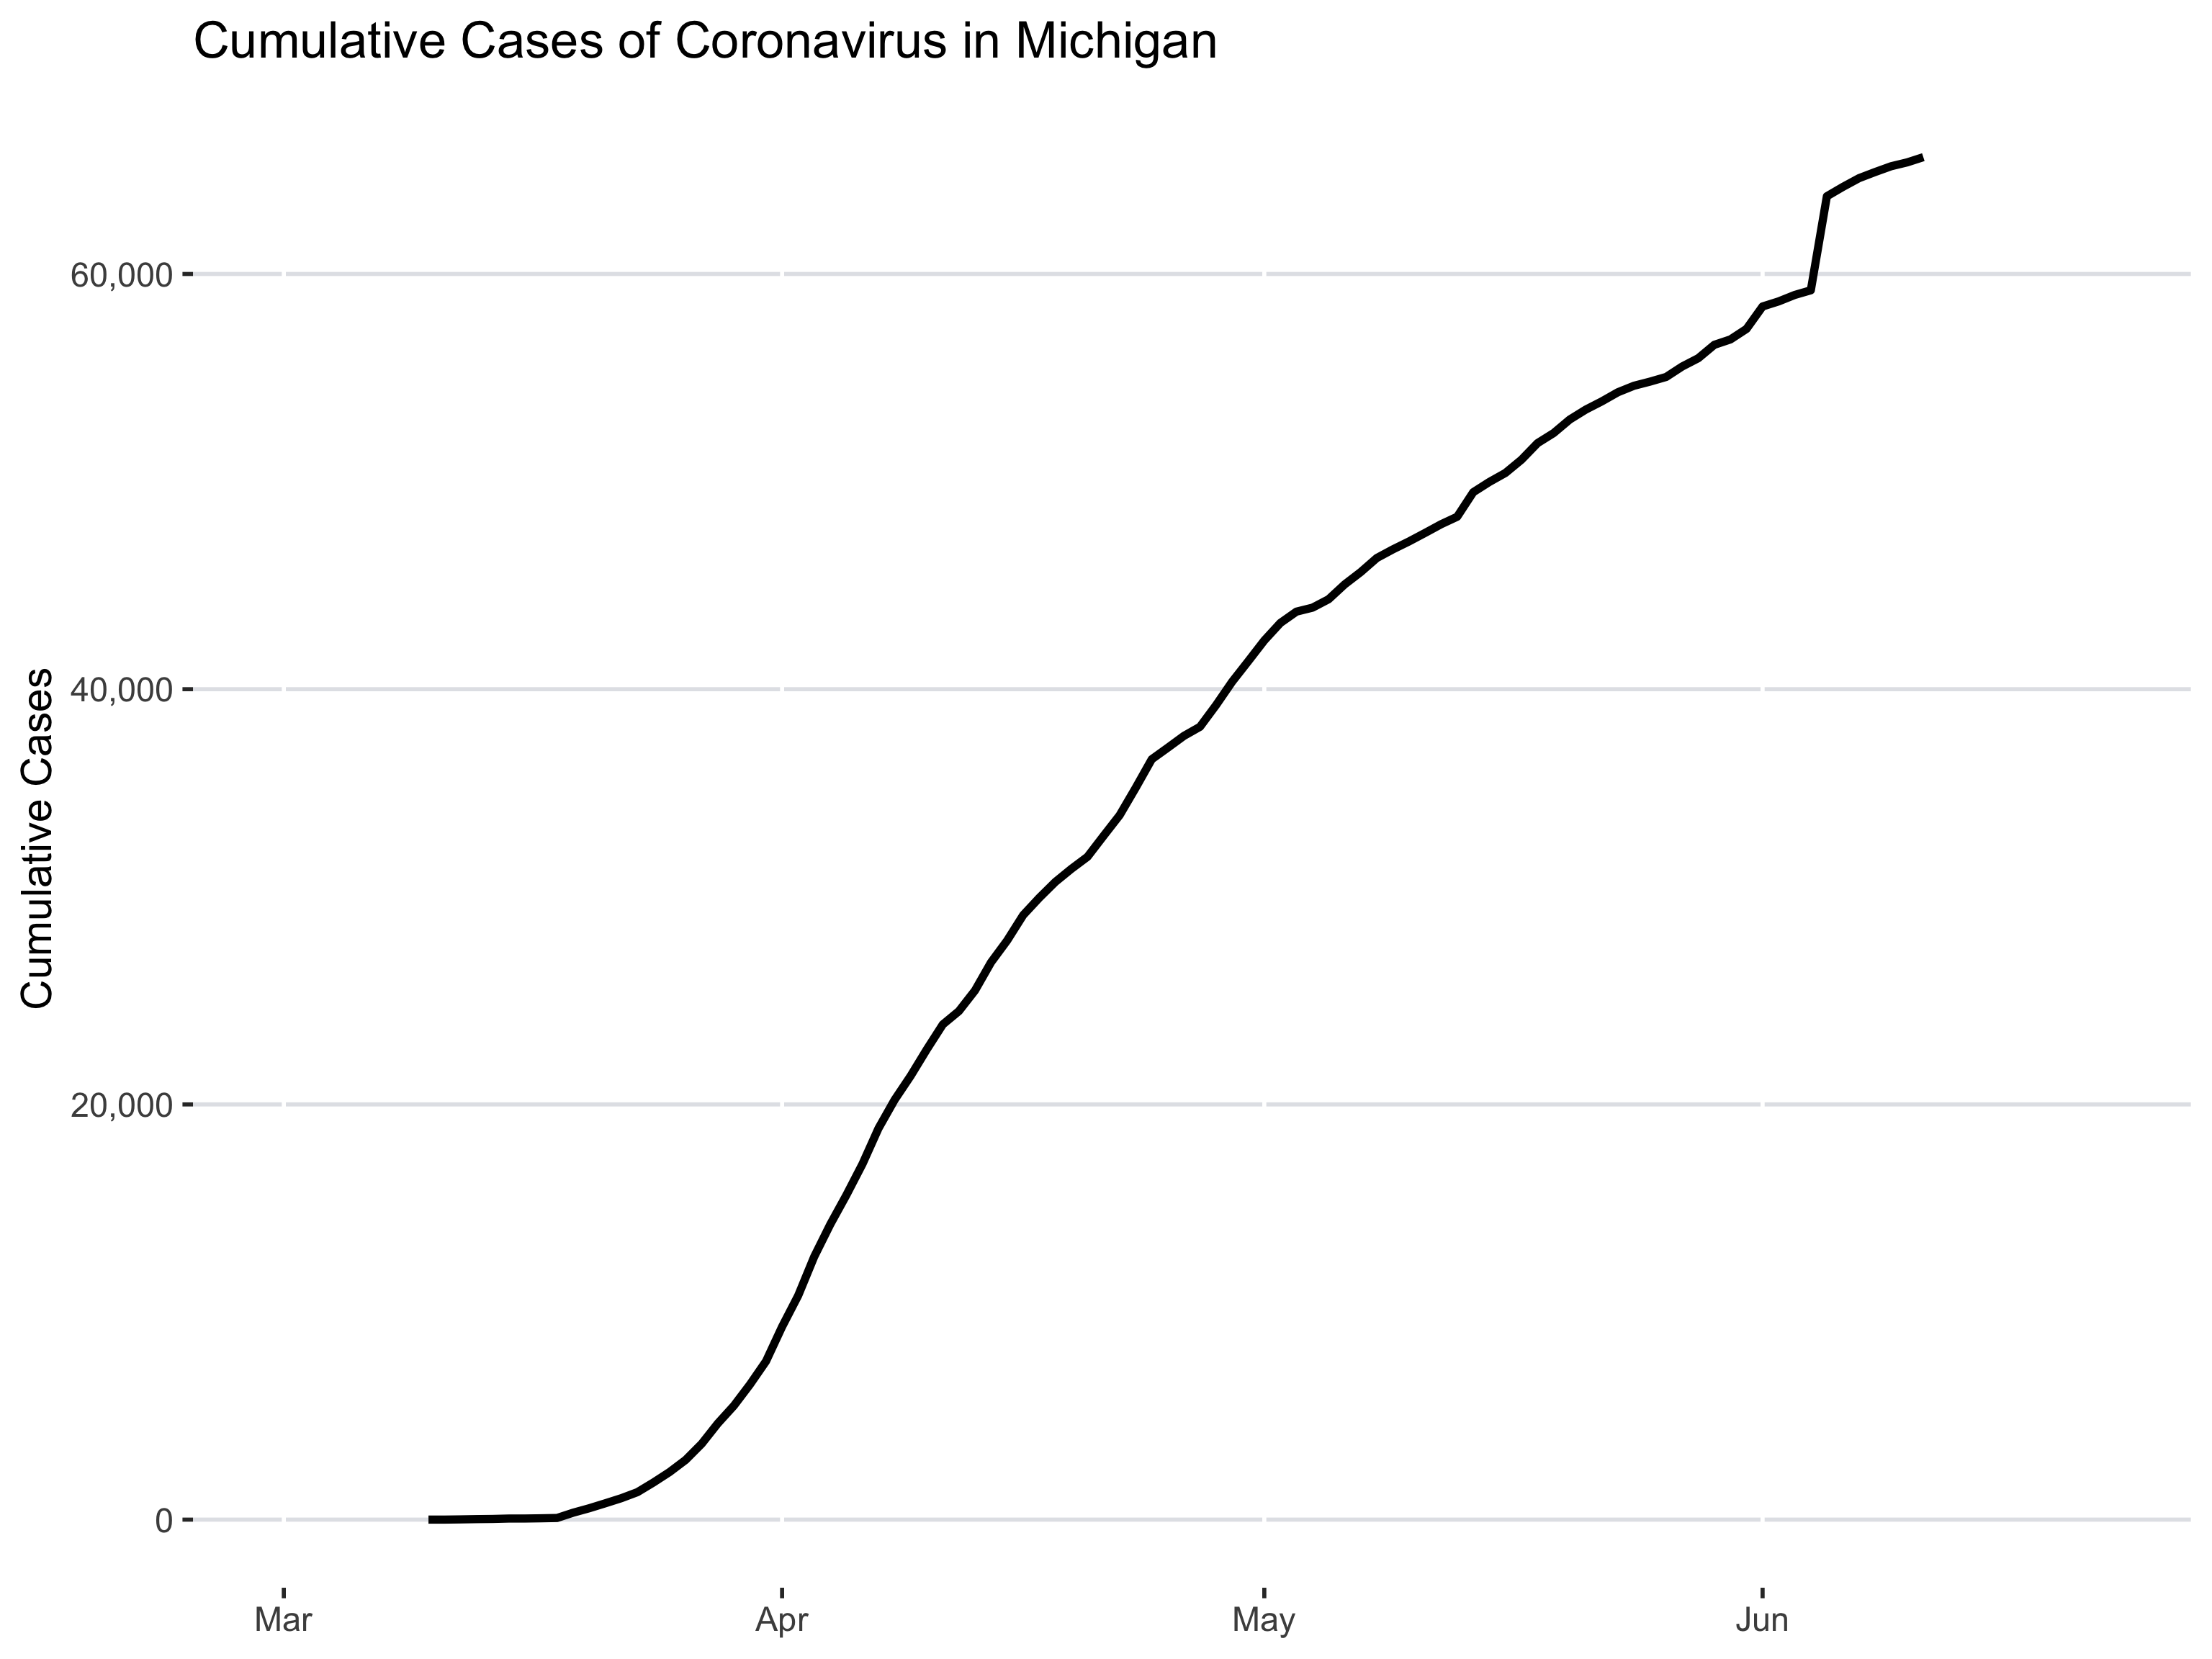 Cumulative Cases of Coronavirus in Michigan
Cumulative Cases
60,000
40,000
20,000
0
Mar Apr May Jun